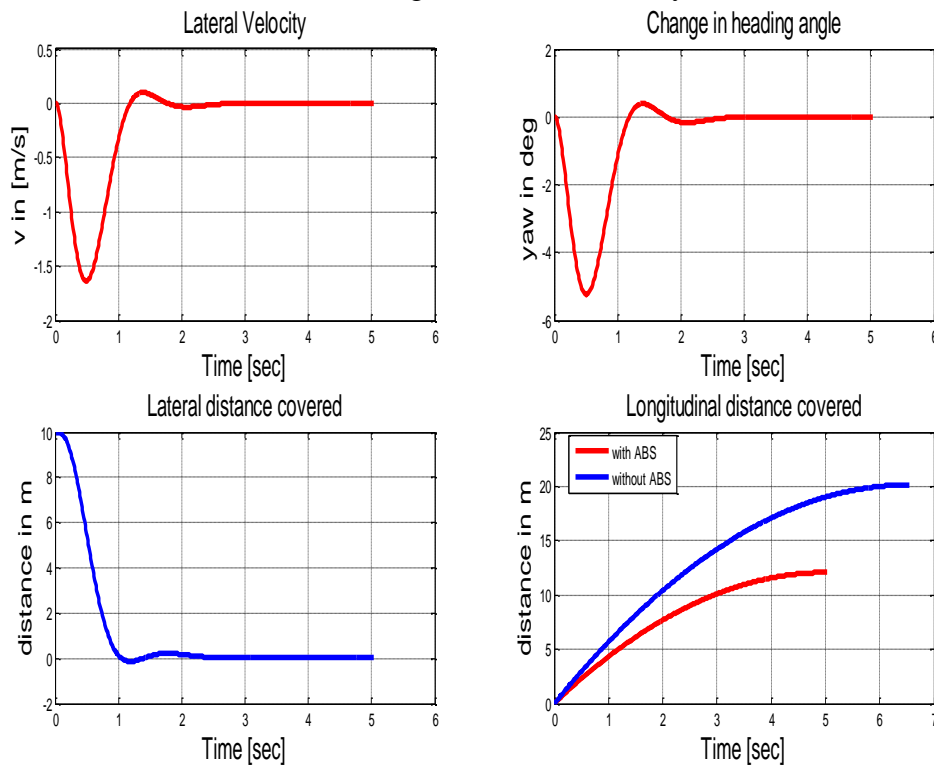 Lateral Velocity
0.5
0
-0.5
-1
-1.5
-2
v in [m/s]
0 1 2 3 4 5 6
Time [sec]
Change in heading angle
2
0
-2
-4
-6
yaw in deg
0 1 2 3 4 5 6
Time [sec]
Lateral distance covered
10
8
6
4
2
0
-2
distance in m
0 1 2 3 4 5 6
Time [sec]
Longitudinal distance covered
25
20
15
10
5
0
distance in m
with ABS
without ABS
0 1 2 3 4 5 6 7
Time [sec]